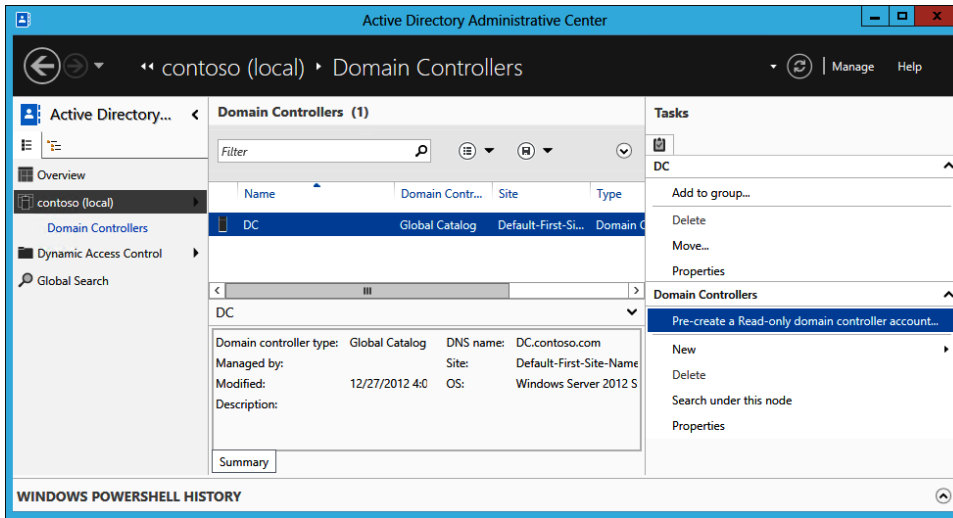 Active Directory Administrative Center
contoso (local) • Domain Controllers
Manage
Help
Active Directory...
Overview
contoso (local)
Domain Controllers
Dynamic Access Control
Global Search
Domain Controllers (1)
Filter
Name Domain Contr... Site Type
DC Global Catalog Default-First-Si... Domain C
DC
Domain controller type: Global Catalog DNS name: DC.contoso.com
Managed by: Site: Default-First-Site-Name
Modified: 12/27/2012 4:0 OS: Windows Server 2012 S
Description:
Summary
Tasks
DC
Add to group...
Delete
Move...
Properties
Domain Controllers
Pre-create a Read-only domain controller account...
New
Delete
Search under this node
Properties
WINDOWS POWERSHELL HISTORY